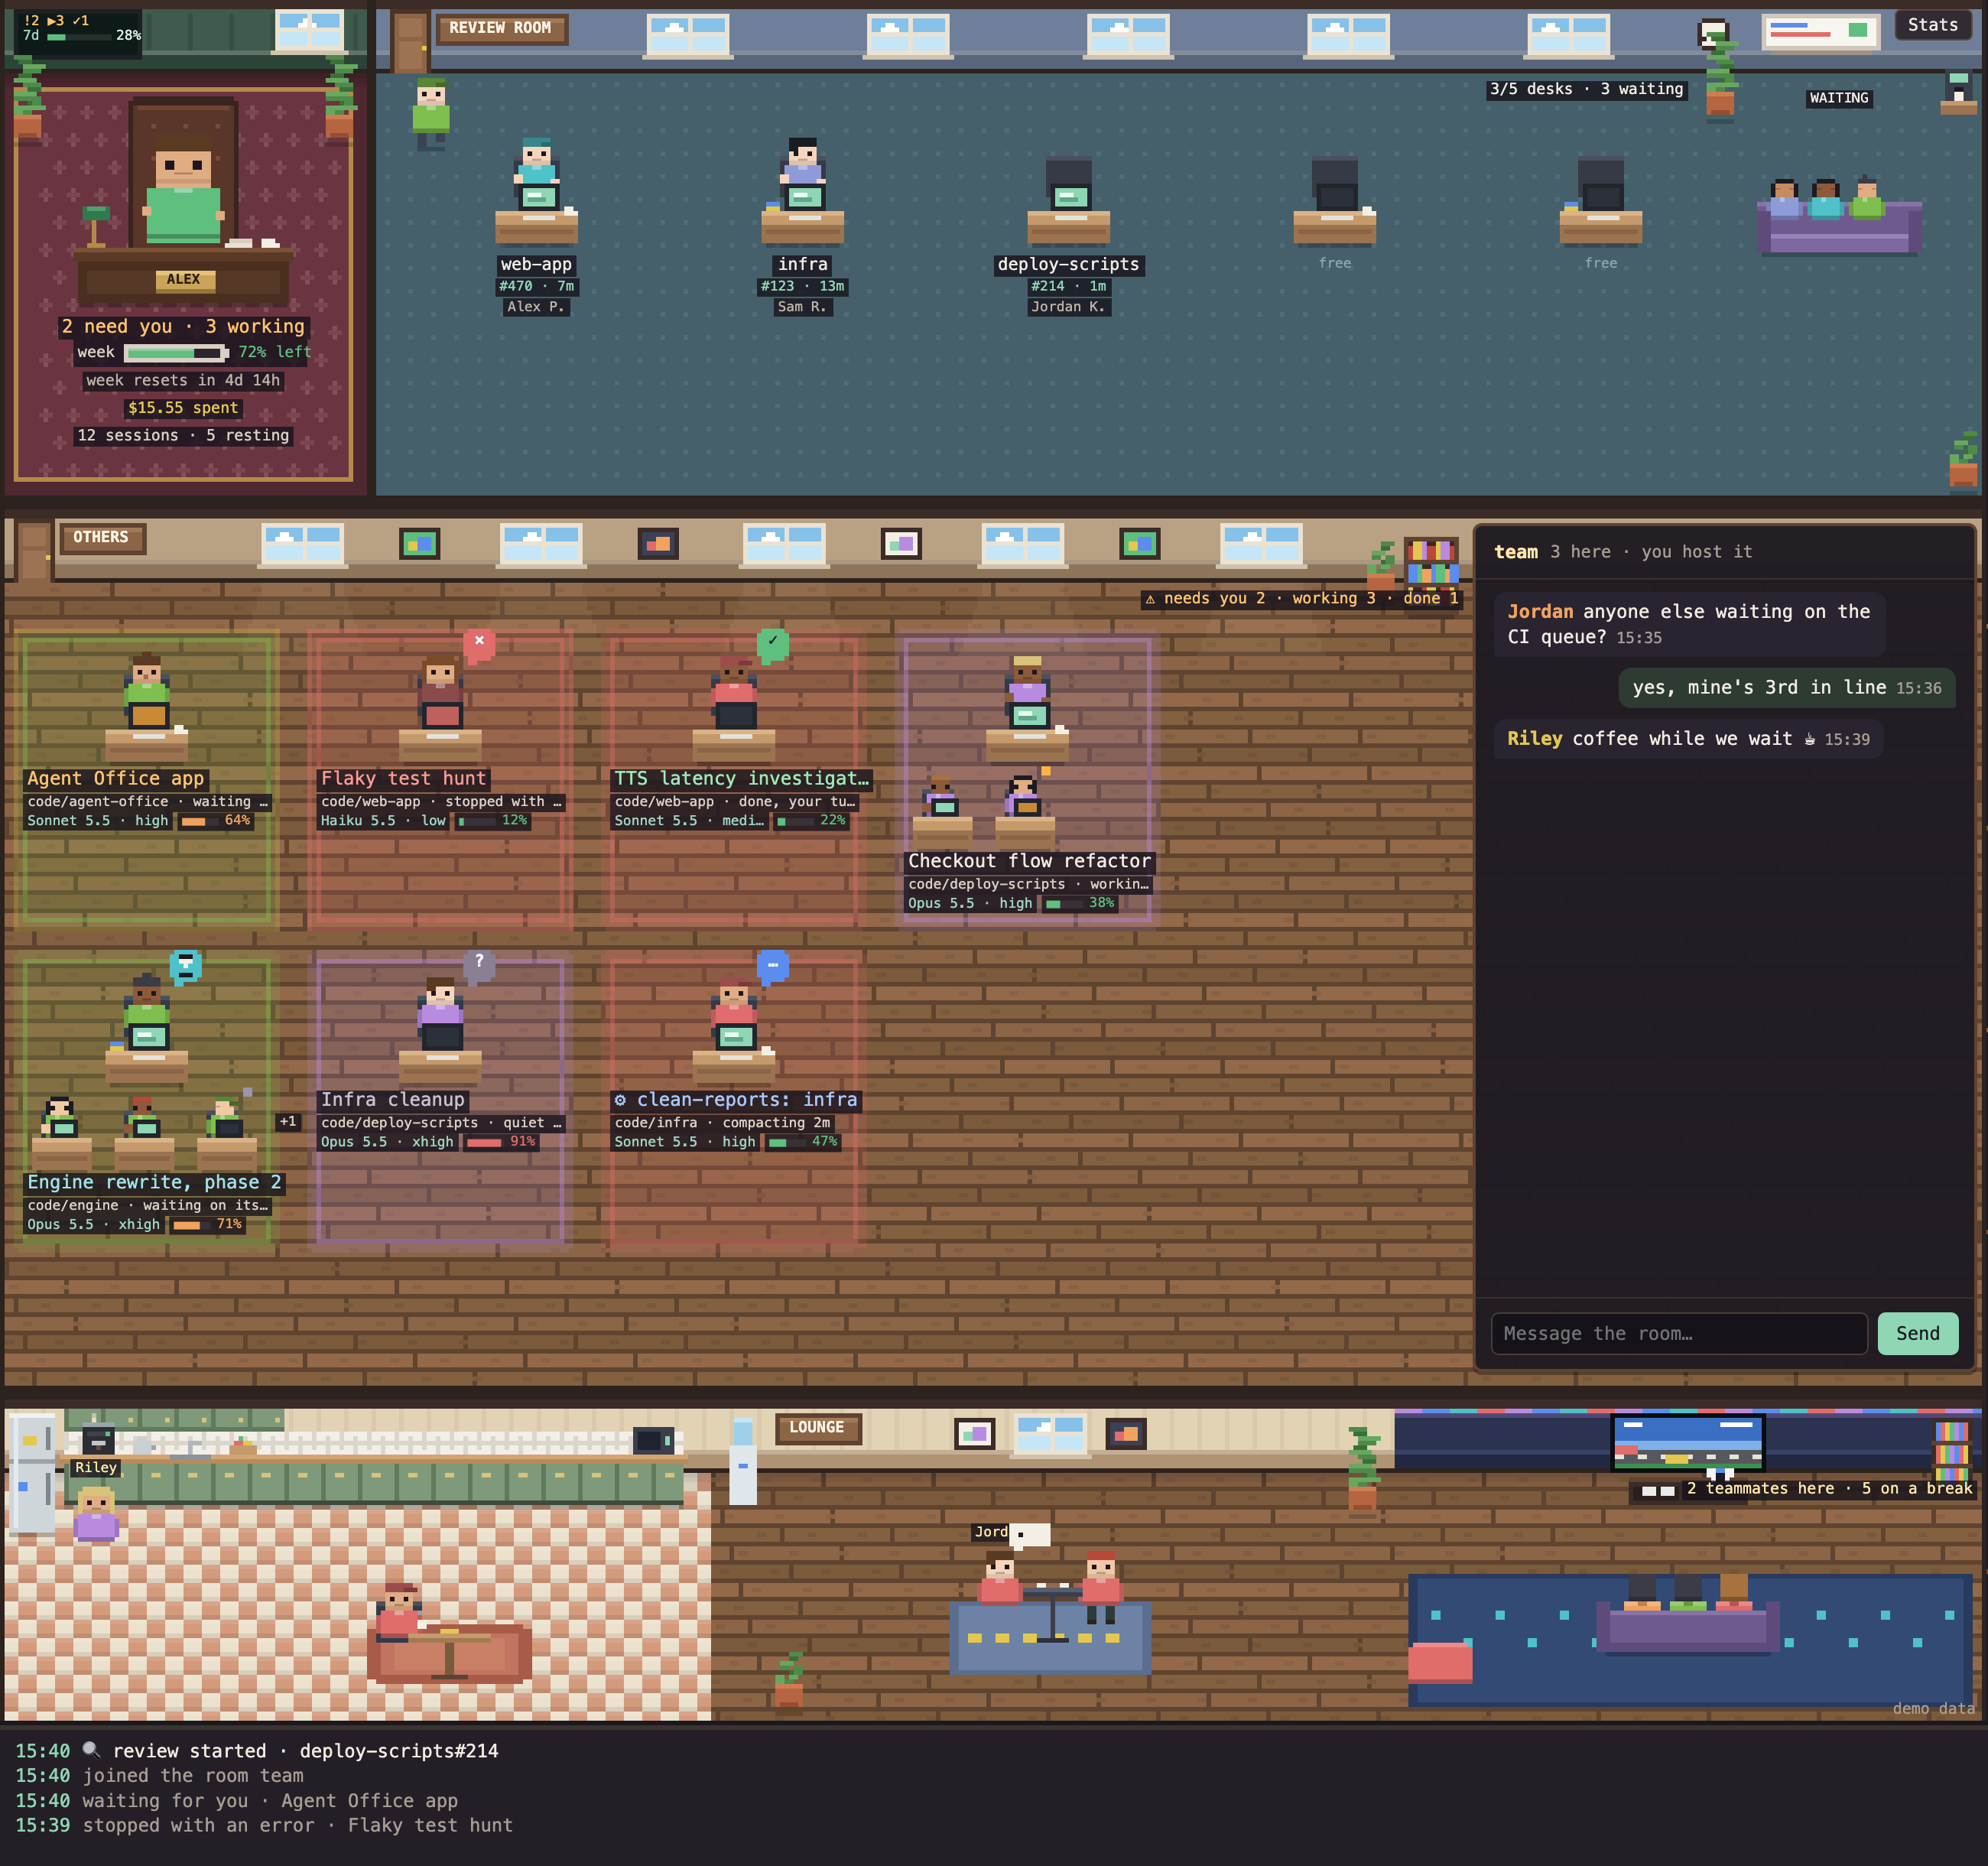 !2 ▶3 ✓1
7d 28%
ALEX
2 need you · 3 working
week 72% left
week resets in 4d 14h
$15.55 spent
12 sessions · 5 resting
REVIEW ROOM
Stats
3/5 desks · 3 waiting
WAITING
web-app
#470 · 7m
Alex P.
infra
#123 · 13m
Sam R.
deploy-scripts
#214 · 1m
Jordan K.
free
free
OTHERS
⚠ needs you 2 · working 3 · done 1
Agent Office app
code/agent-office · waiting …
Sonnet 5.5 · high 64%
Flaky test hunt
code/web-app · stopped with …
Haiku 5.5 · low 12%
TTS latency investigat…
code/web-app · done, your tu…
Sonnet 5.5 · medi… 22%
Checkout flow refactor
code/deploy-scripts · workin…
Opus 5.5 · high 38%
+1
Engine rewrite, phase 2
code/engine · waiting on its…
Opus 5.5 · xhigh 71%
?
Infra cleanup
code/deploy-scripts · quiet …
Opus 5.5 · xhigh 91%
⚙ clean-reports: infra
code/infra · compacting 2m
Sonnet 5.5 · high 47%
team 3 here · you host it
Jordan anyone else waiting on the
CI queue? 15:35
yes, mine's 3rd in line 15:36
Riley coffee while we wait ☕ 15:39
Message the room…
Send
LOUNGE
Riley
Jord
2 teammates here · 5 on a break
demo data
15:40 🔍 review started · deploy-scripts#214
15:40 joined the room team
15:40 waiting for you · Agent Office app
15:39 stopped with an error · Flaky test hunt